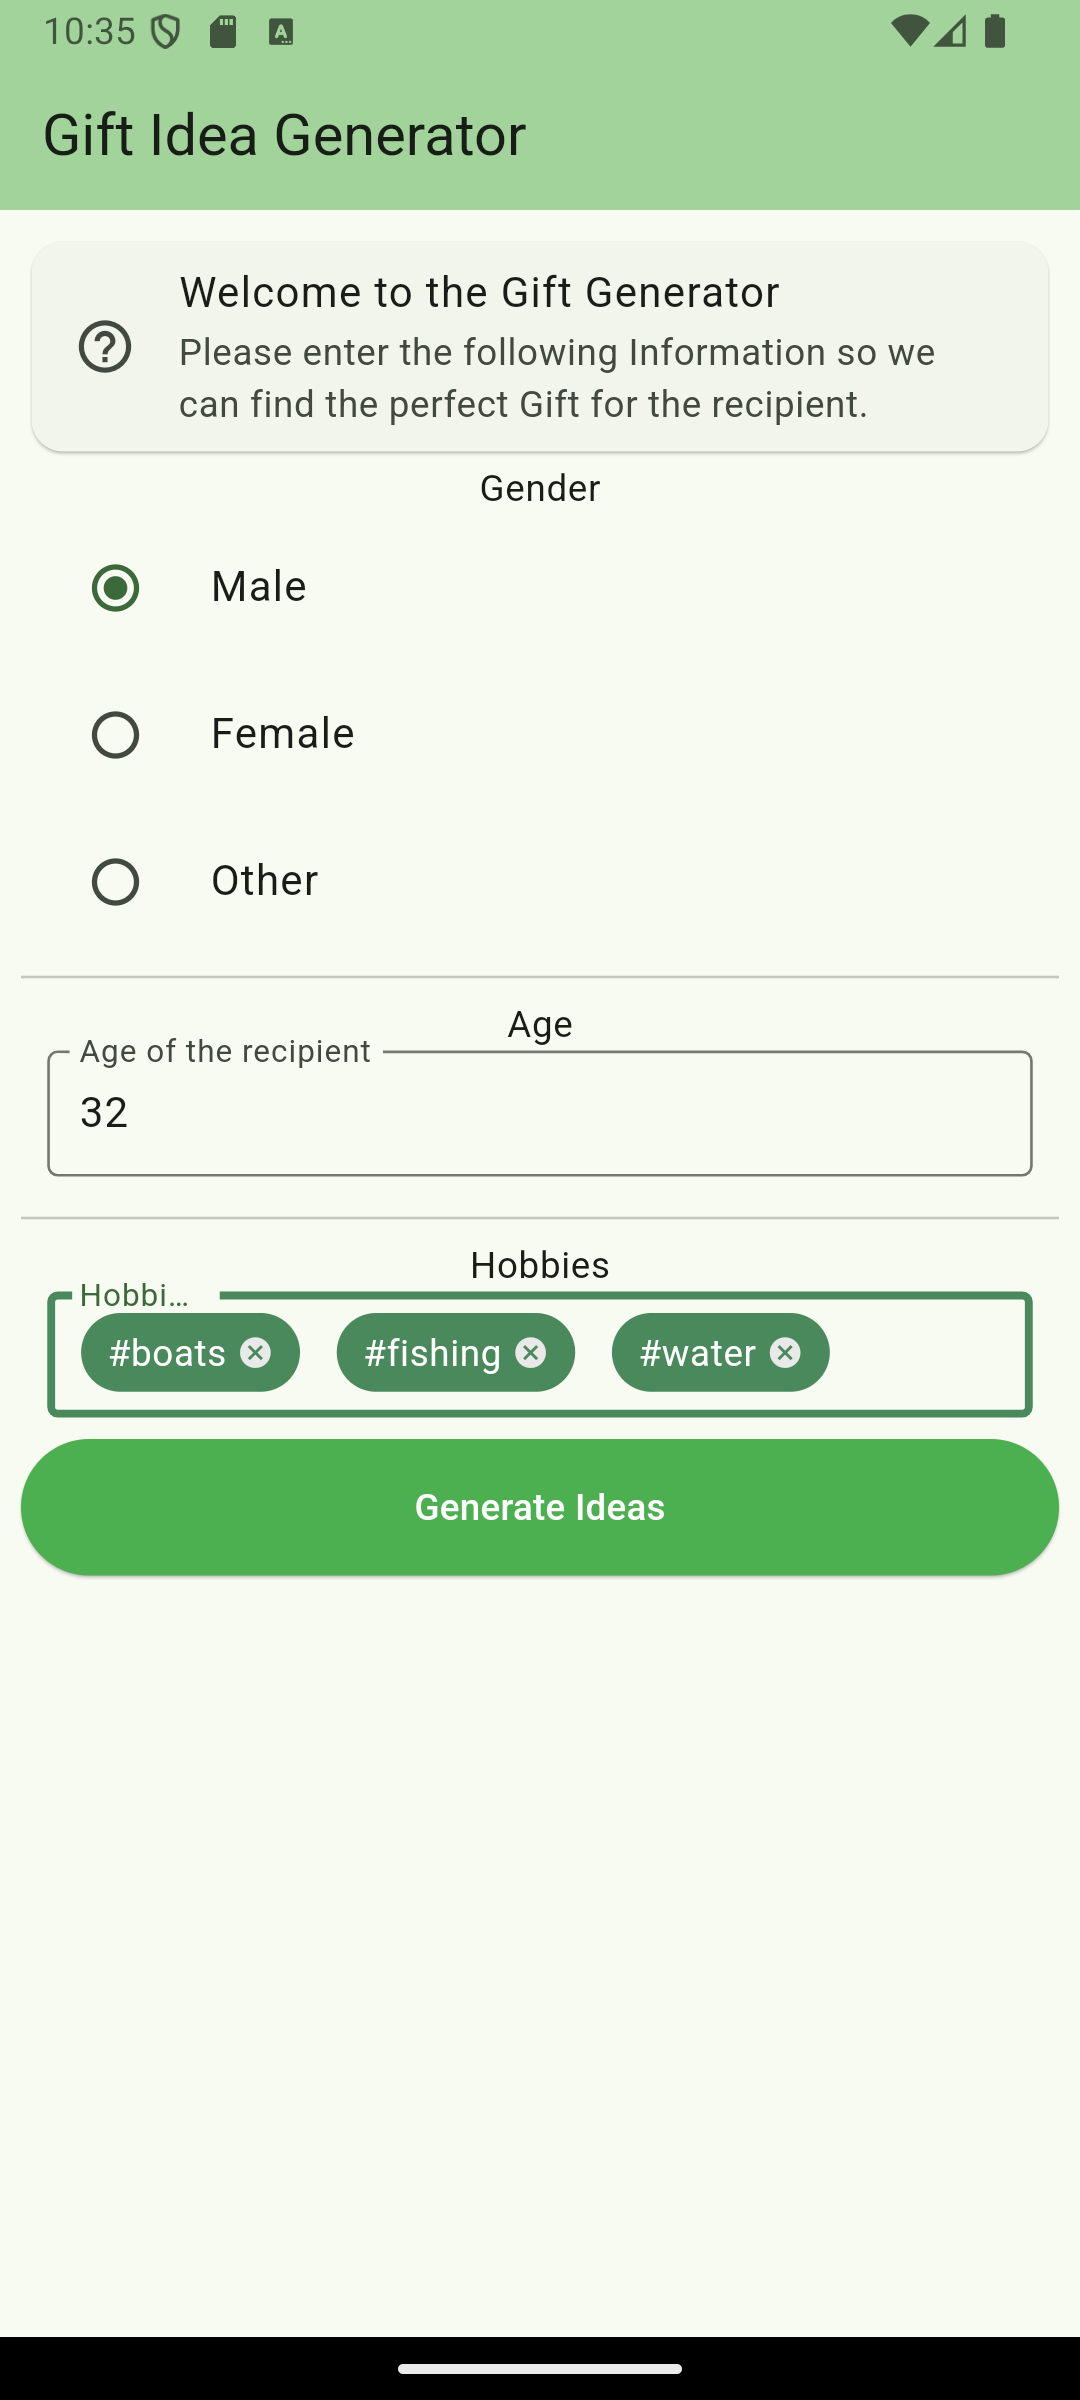 10:35
Gift Idea Generator
Welcome to the Gift Generator
Please enter the following Information so we
can find the perfect Gift for the recipient.
Gender
Male
Female
Other
Age
Age of the recipient
32
Hobbies
Hobbi...
#boats #fishing #water
Generate Ideas